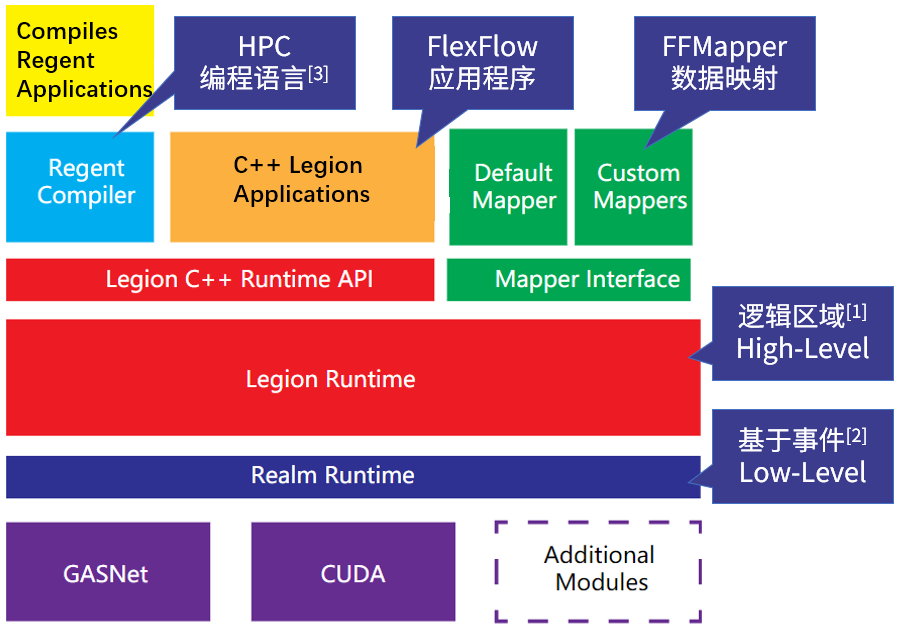 Compiles
Regent
Applications
HPC
编程语言[3]
FlexFlow
应用程序
FFMapper
数据映射
Regent
Compiler
C++ Legion
Applications
Default
Mapper
Custom
Mappers
Legion C++ Runtime API
Mapper Interface
逻辑区域[1]
High-Level
Legion Runtime
基于事件[2]
Low-Level
Realm Runtime
GASNet
CUDA
Additional
Modules